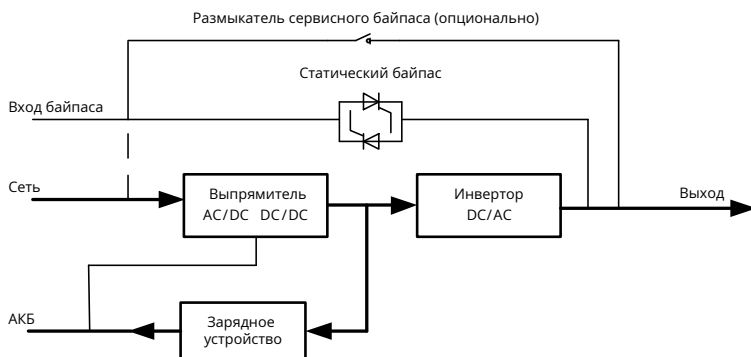 Размыкатель сервисного байпаса (опционально)
Статический байпас
Вход байпаса
Сеть
Выпрямитель
AC/DC DC/DC
Инвертор
DC/AC
Выход
АКБ
Зарядное
устройство